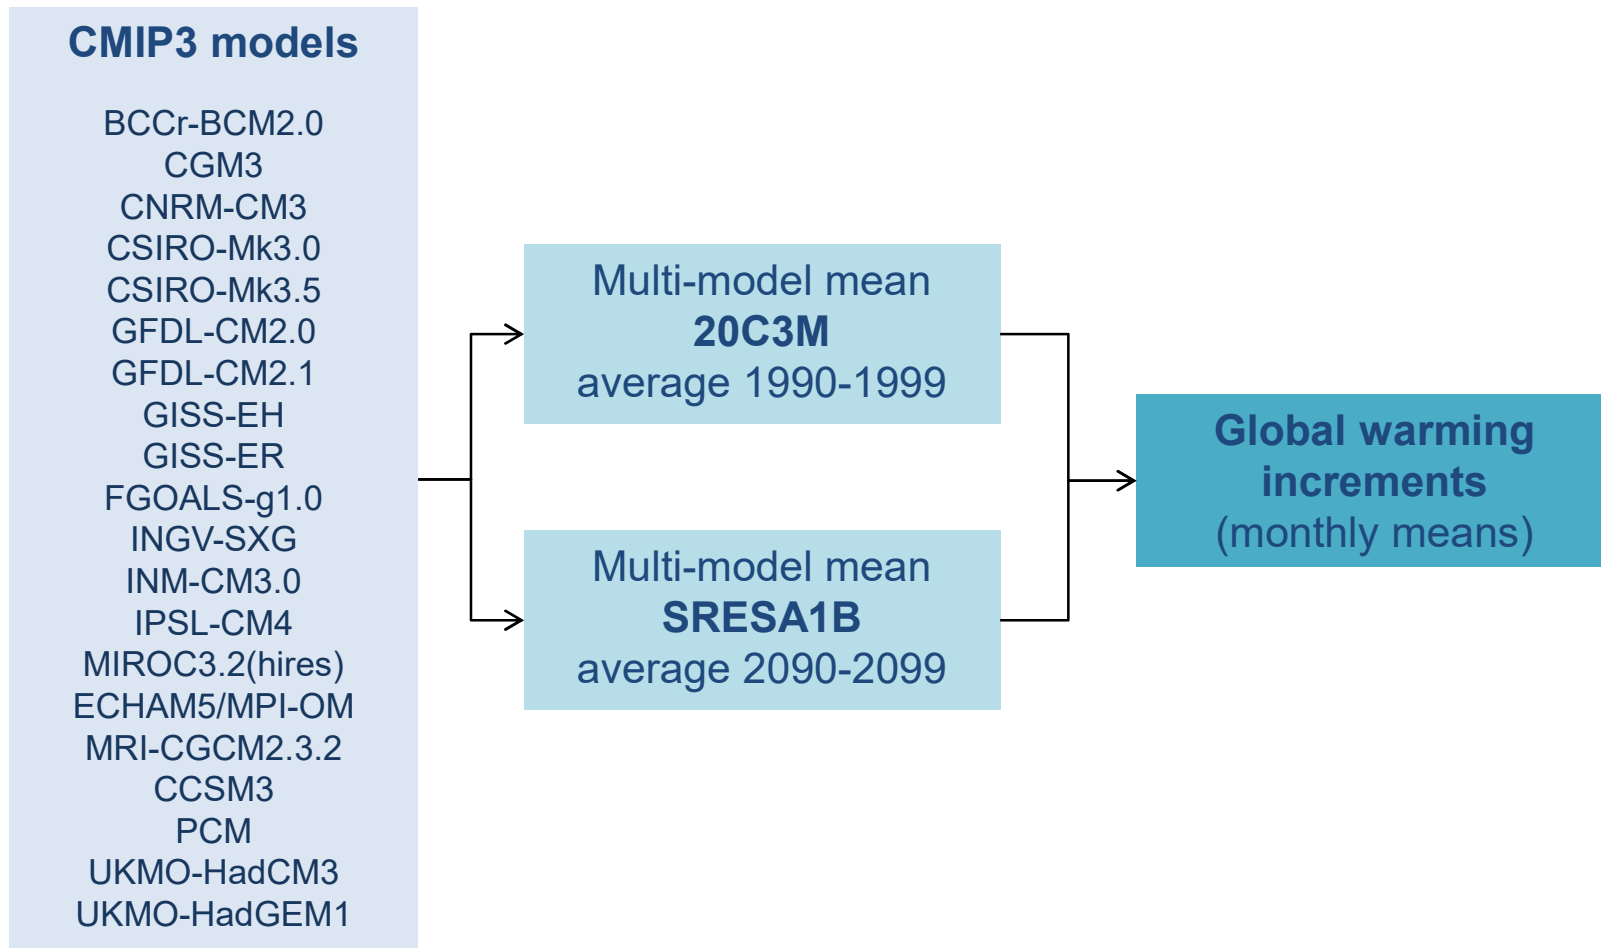 CMIP3 models
BCCr-BCM2.0
CGM3
CNRM-CM3
CSIRO-Mk3.0
CSIRO-Mk3.5
GFDL-CM2.0
GFDL-CM2.1
GISS-EH
GISS-ER
FGOALS-g1.0
INGV-SXG
INM-CM3.0
IPSL-CM4
MIROC3.2(hires)
ECHAM5/MPI-OM
MRI-CGCM2.3.2
CCSM3
PCM
UKMO-HadCM3
UKMO-HadGEM1
Multi-model mean
20C3M
average 1990-1999
Multi-model mean
SRESA1B
average 2090-2099
Global warming
increments
(monthly means)